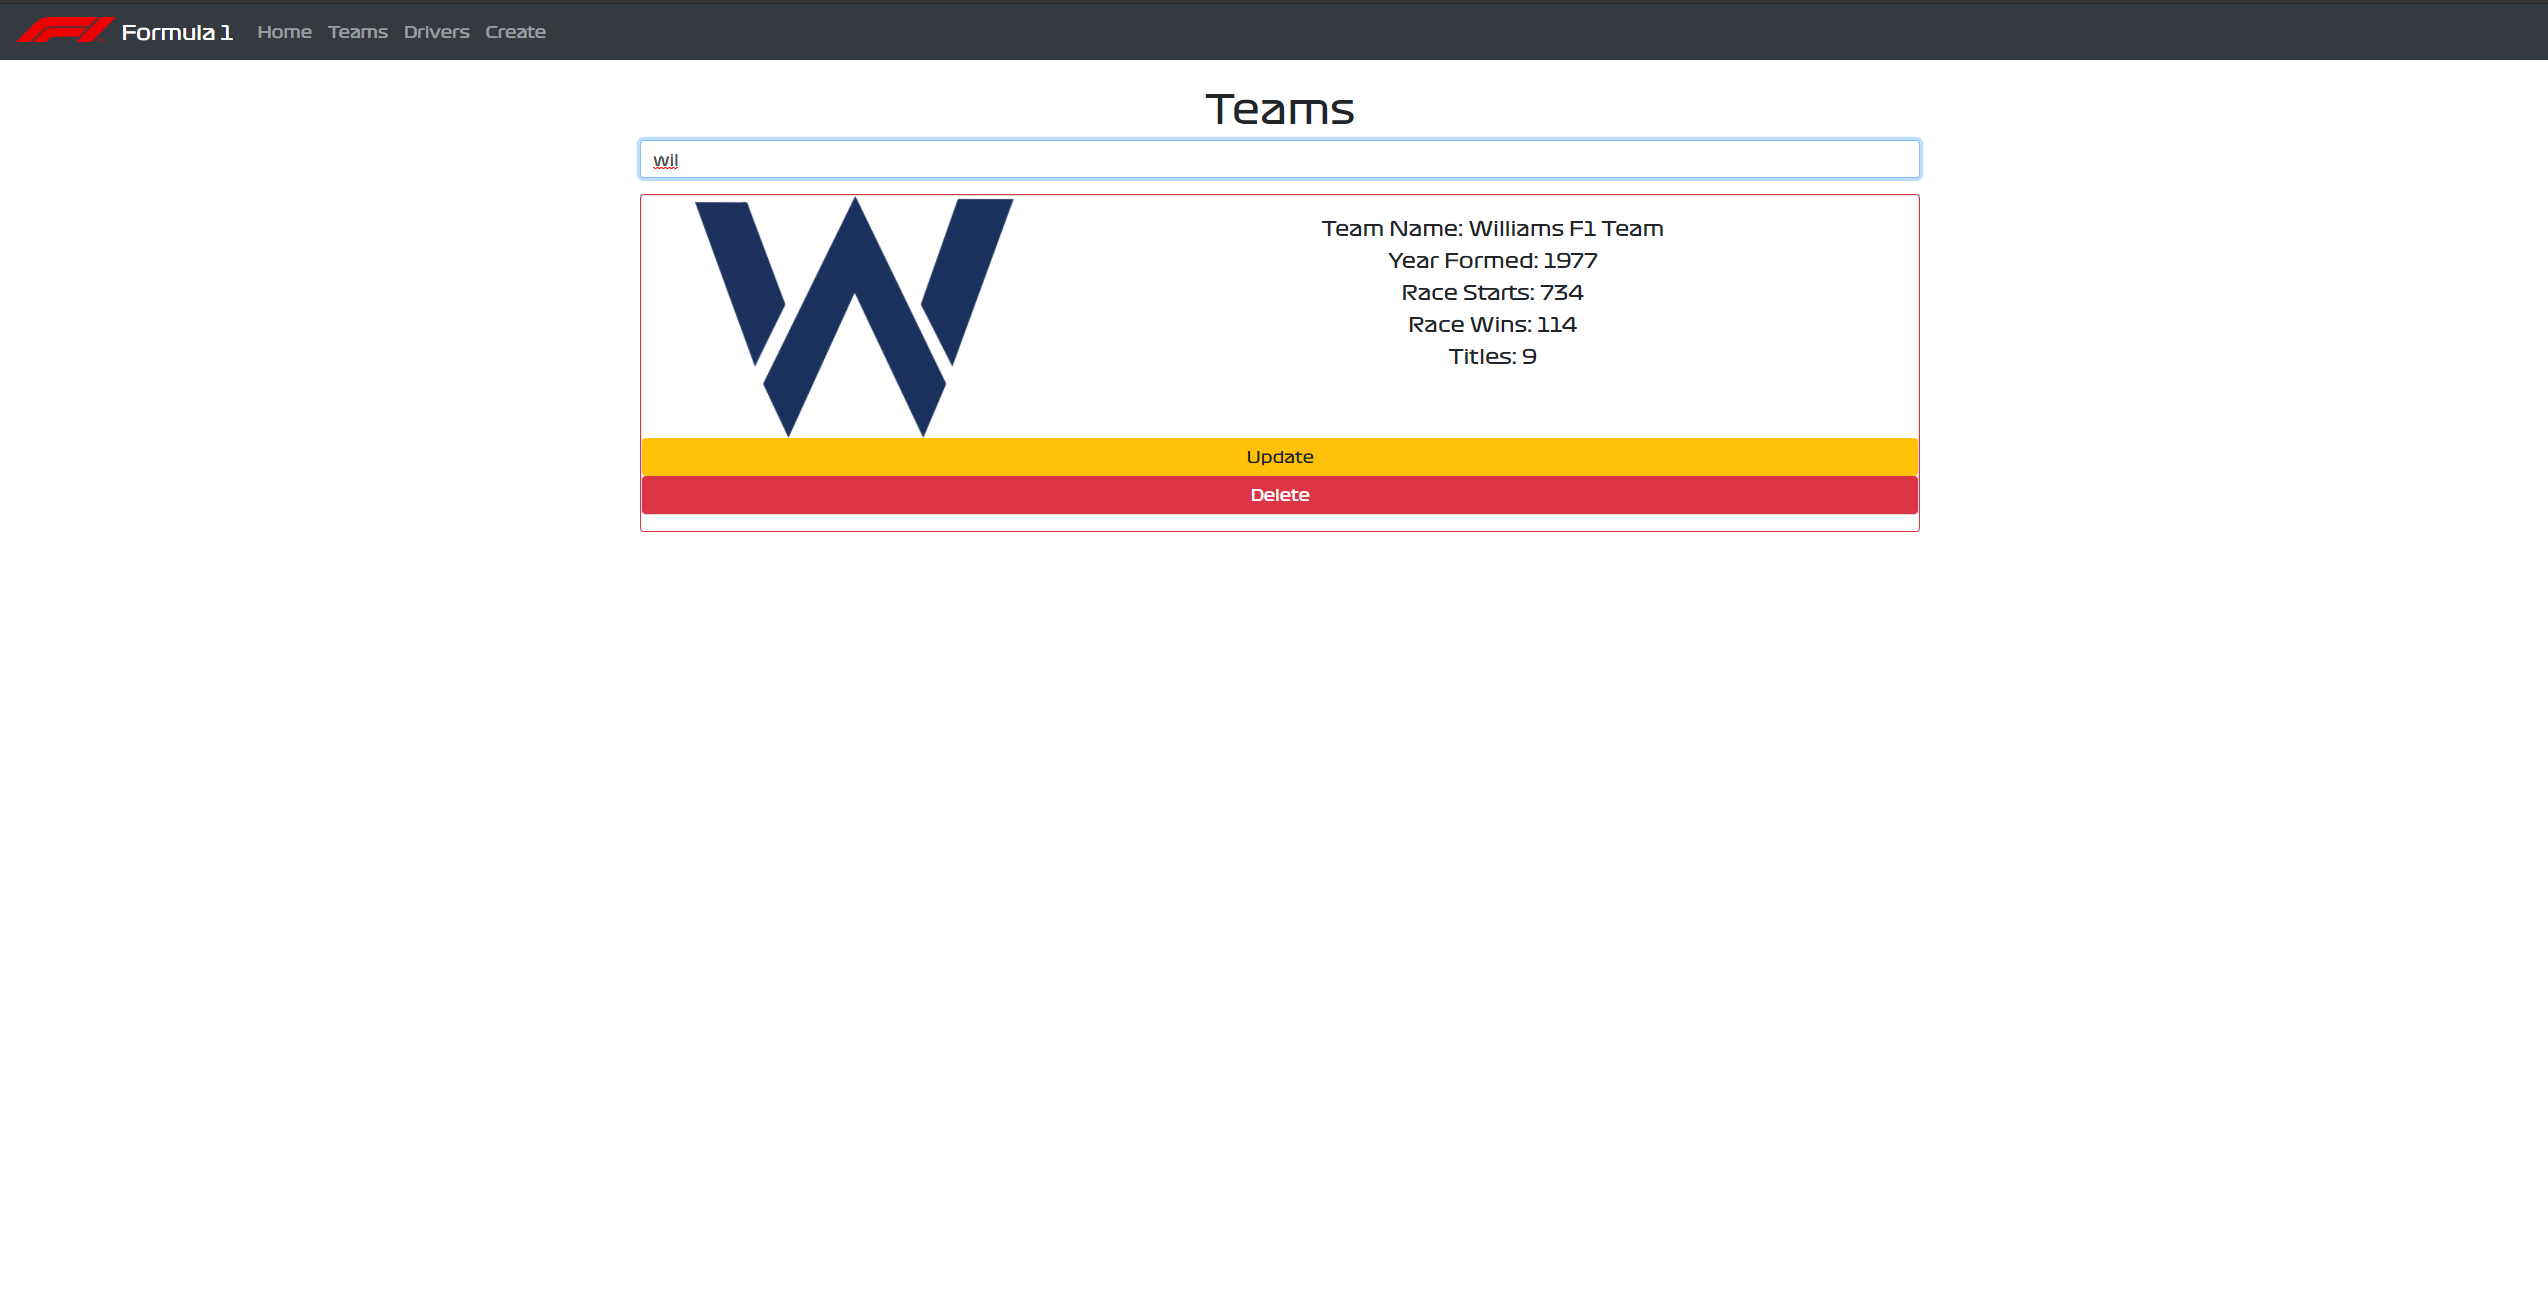 Formula 1 Home Teams Drivers Create
Teams
wil
Team Name: Williams F1 Team
Year Formed: 1977
Race Starts: 734
Race Wins: 114
Titles: 9
Update
Delete